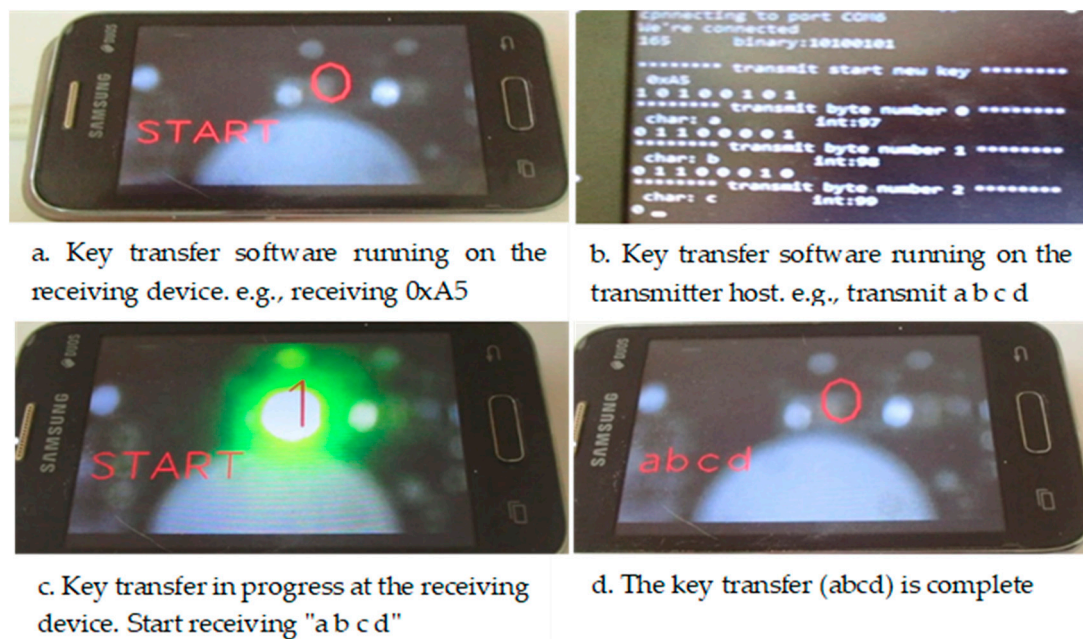 DUOS
SAMSUNG
START
connecting to port COM6
We're connected
165 binary:10100101
******** transmit start new key ********
0xA5
1 0 1 0 0 1 0 1
******** transmit byte number 0 ********
char: a int:97
0 1 1 0 0 0 0 1
******** transmit byte number 1 ********
char: b int:98
0 1 1 0 0 0 1 0
******** transmit byte number 2 ********
char: c int:99
0
a. Key transfer software running on the
receiving device. e.g., receiving 0xA5
b. Key transfer software running on the
transmitter host. e.g., transmit a b c d
DUOS
SAMSUNG
1
START
DUOS
SAMSUNG
0
abcd
c. Key transfer in progress at the receiving
device. Start receiving "a b c d"
d. The key transfer (abcd) is complete